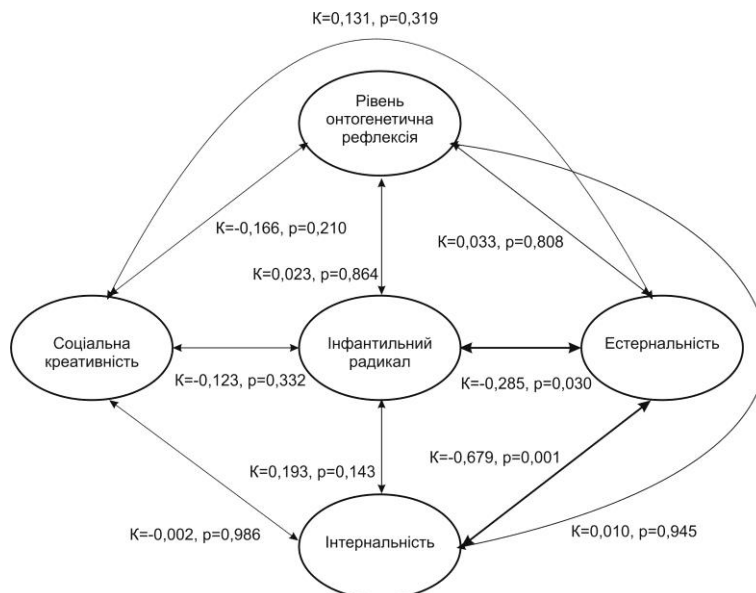 K=0,131, p=0,319
Рівень
онтогенетична
рефлексія
K=-0,166, p=0,210
K=0,033, p=0,808
K=0,023, p=0,864
Соціальна
креативність
Інфантильний
радикал
Естернальність
K=-0,123, p=0,332
K=-0,285, p=0,030
K=-0,679, p=0,001
K=0,193, p=0,143
K=-0,002, p=0,986
Інтернальність
K=0,010, p=0,945